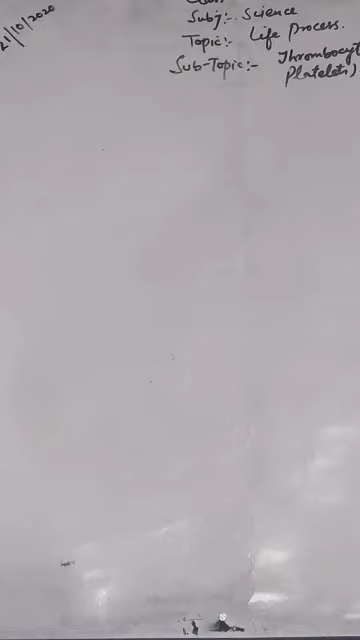 21/10/2020
Subj:- Science
Topic:- Life Process.
Sub-Topic:- Thrombocyt
Platelets)